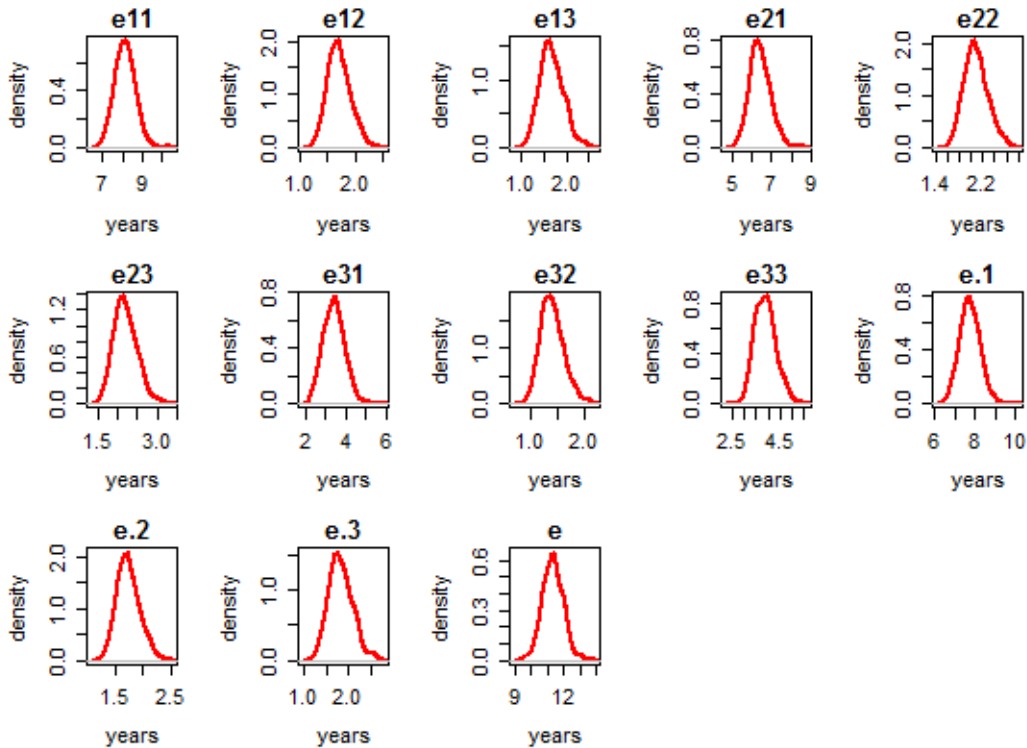 e11 e12 e13 e21 e22
density 0.0 0.4 density 0.0 1.0 2.0 density 0.0 1.0 density 0.0 0.4 0.8 density 0.0 1.0 2.0
7 9 1.0 2.0 1.0 2.0 5 7 9 1.4 2.2
years years years years years
e23 e31 e32 e33 e.1
density 0.0 0.6 1.2 density 0.0 0.4 0.8 density 0.0 1.0 density 0.0 0.4 0.8 density 0.0 0.4 0.8
1.5 3.0 2 4 6 1.0 2.0 2.5 4.5 6 8 10
years years years years years
e.2 e.3 e
density 0.0 1.0 2.0 density 0.0 1.0 density 0.0 0.3 0.6
1.5 2.5 1.0 2.0 9 12
years years years